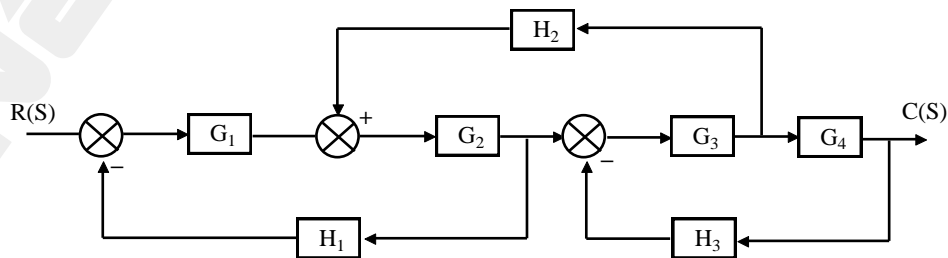 H₂
R(S)
C(S)
+
G₁
G₂
G₃
G₄
−
−
H₁
H₃